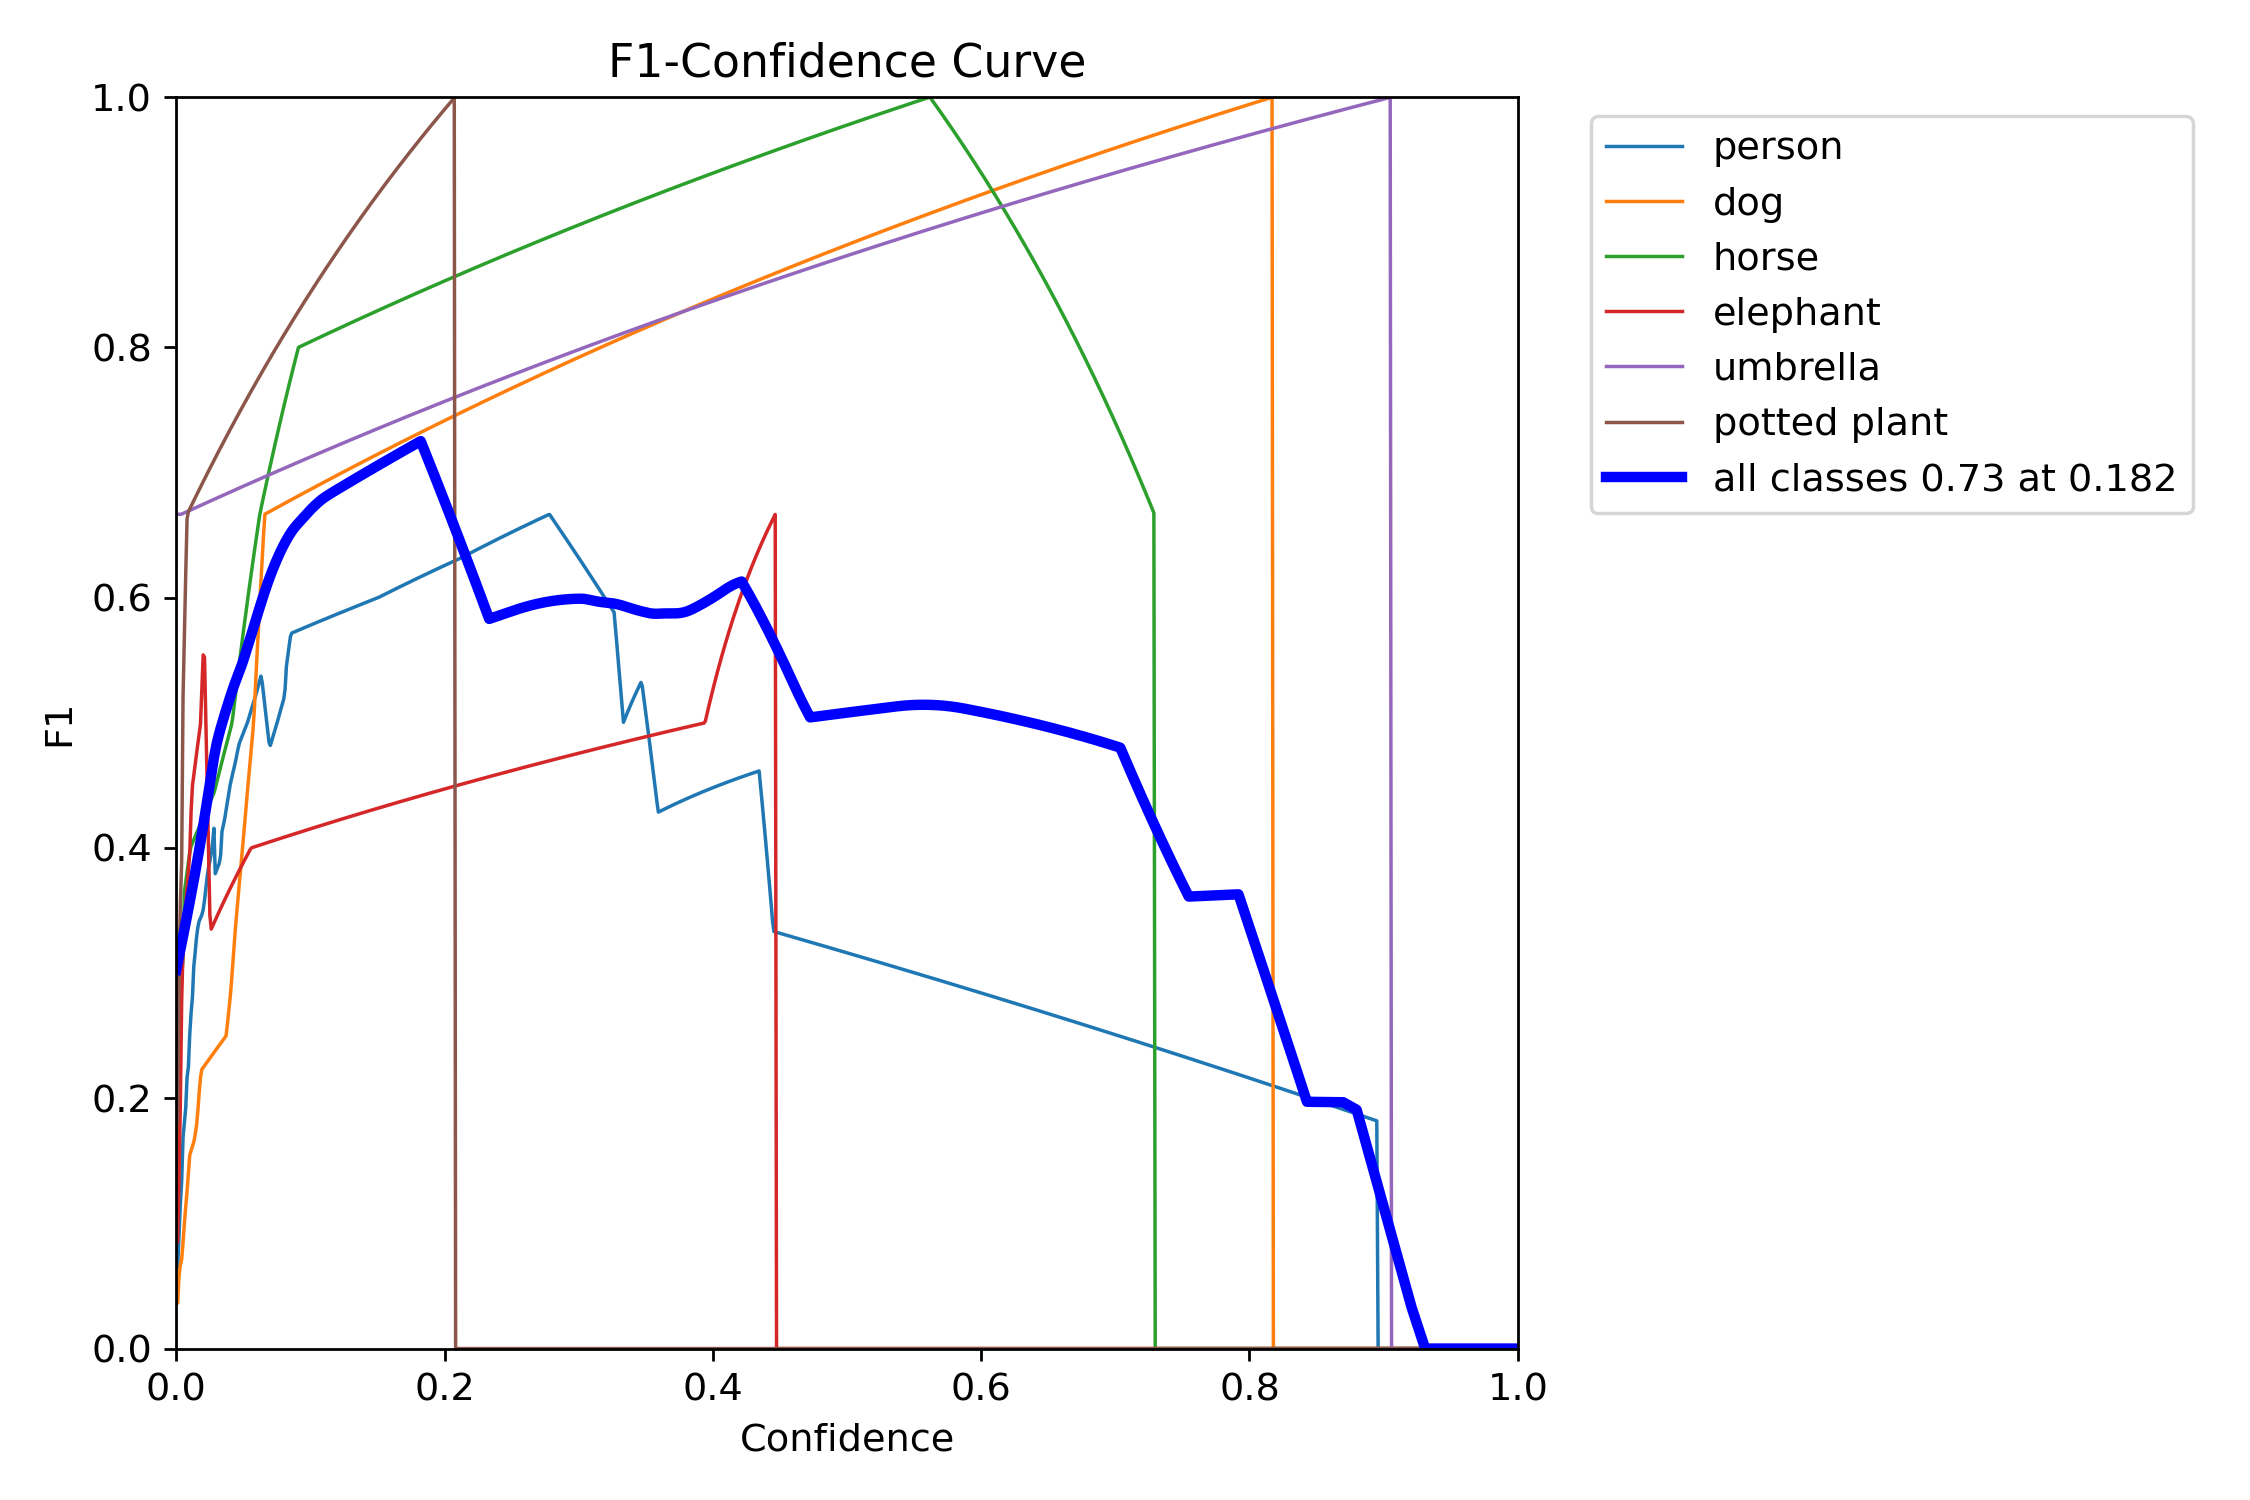 F1-Confidence Curve
1.0
0.8
0.6
0.4
0.2
0.0
F1
0.0 0.2 0.4 0.6 0.8 1.0
Confidence
person
dog
horse
elephant
umbrella
potted plant
all classes 0.73 at 0.182